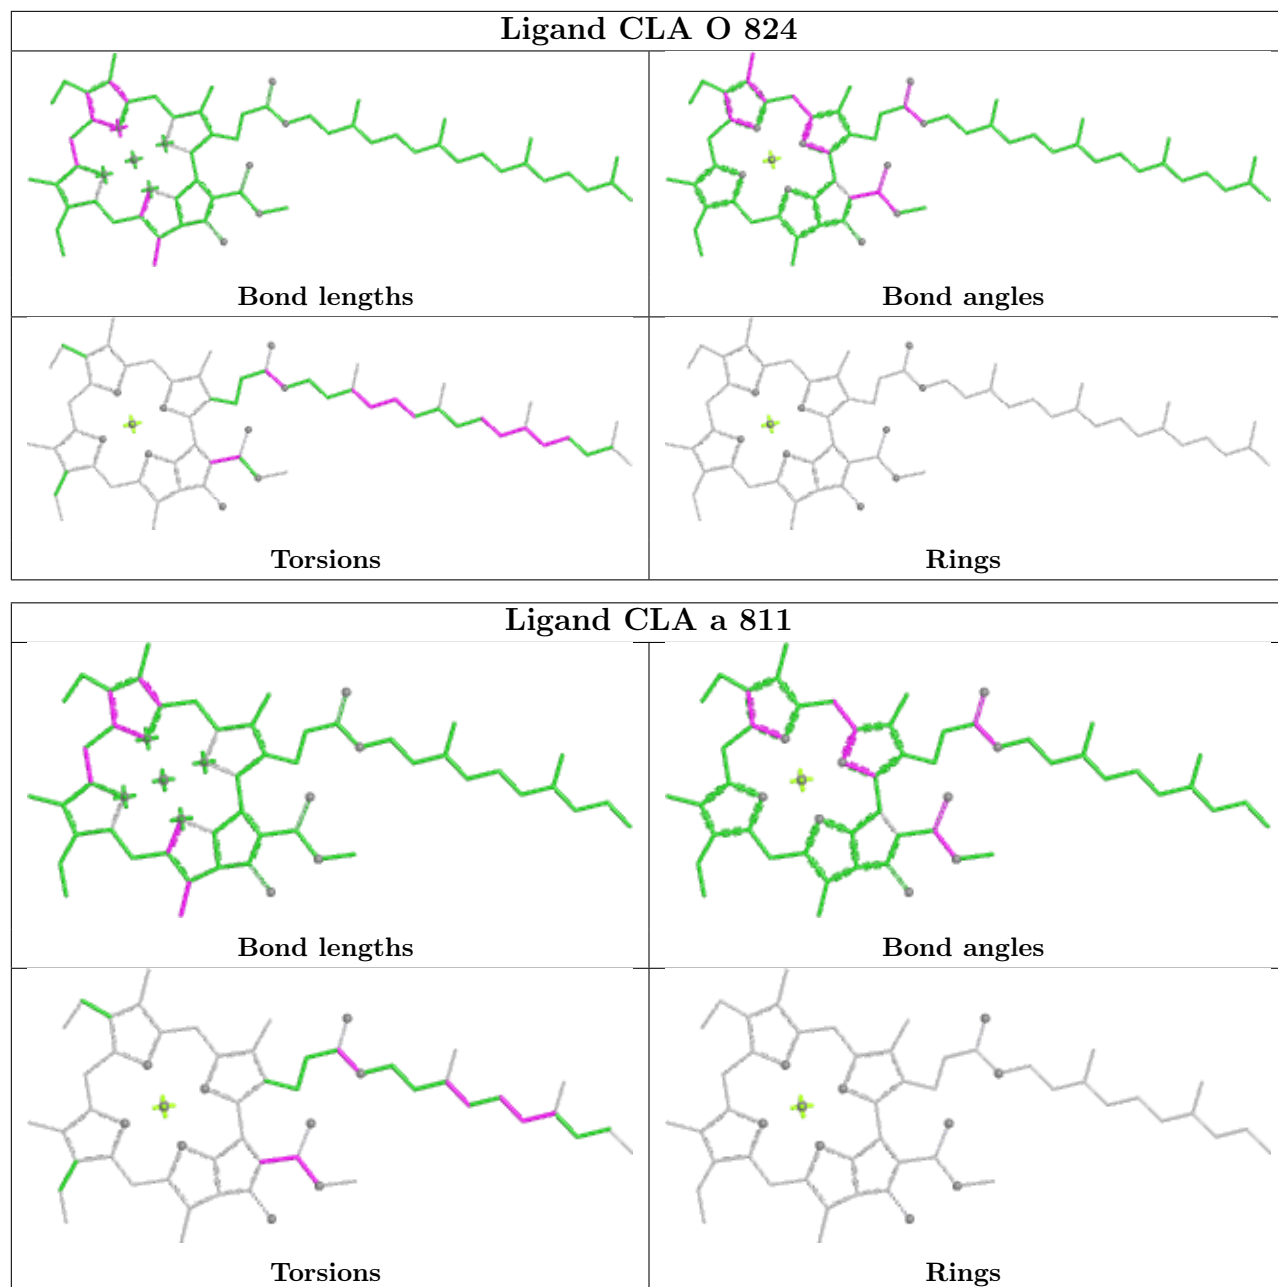 Ligand CLA O 824
Bond lengths
Bond angles
Torsions
Rings
Ligand CLA a 811
Bond lengths
Bond angles
Torsions
Rings